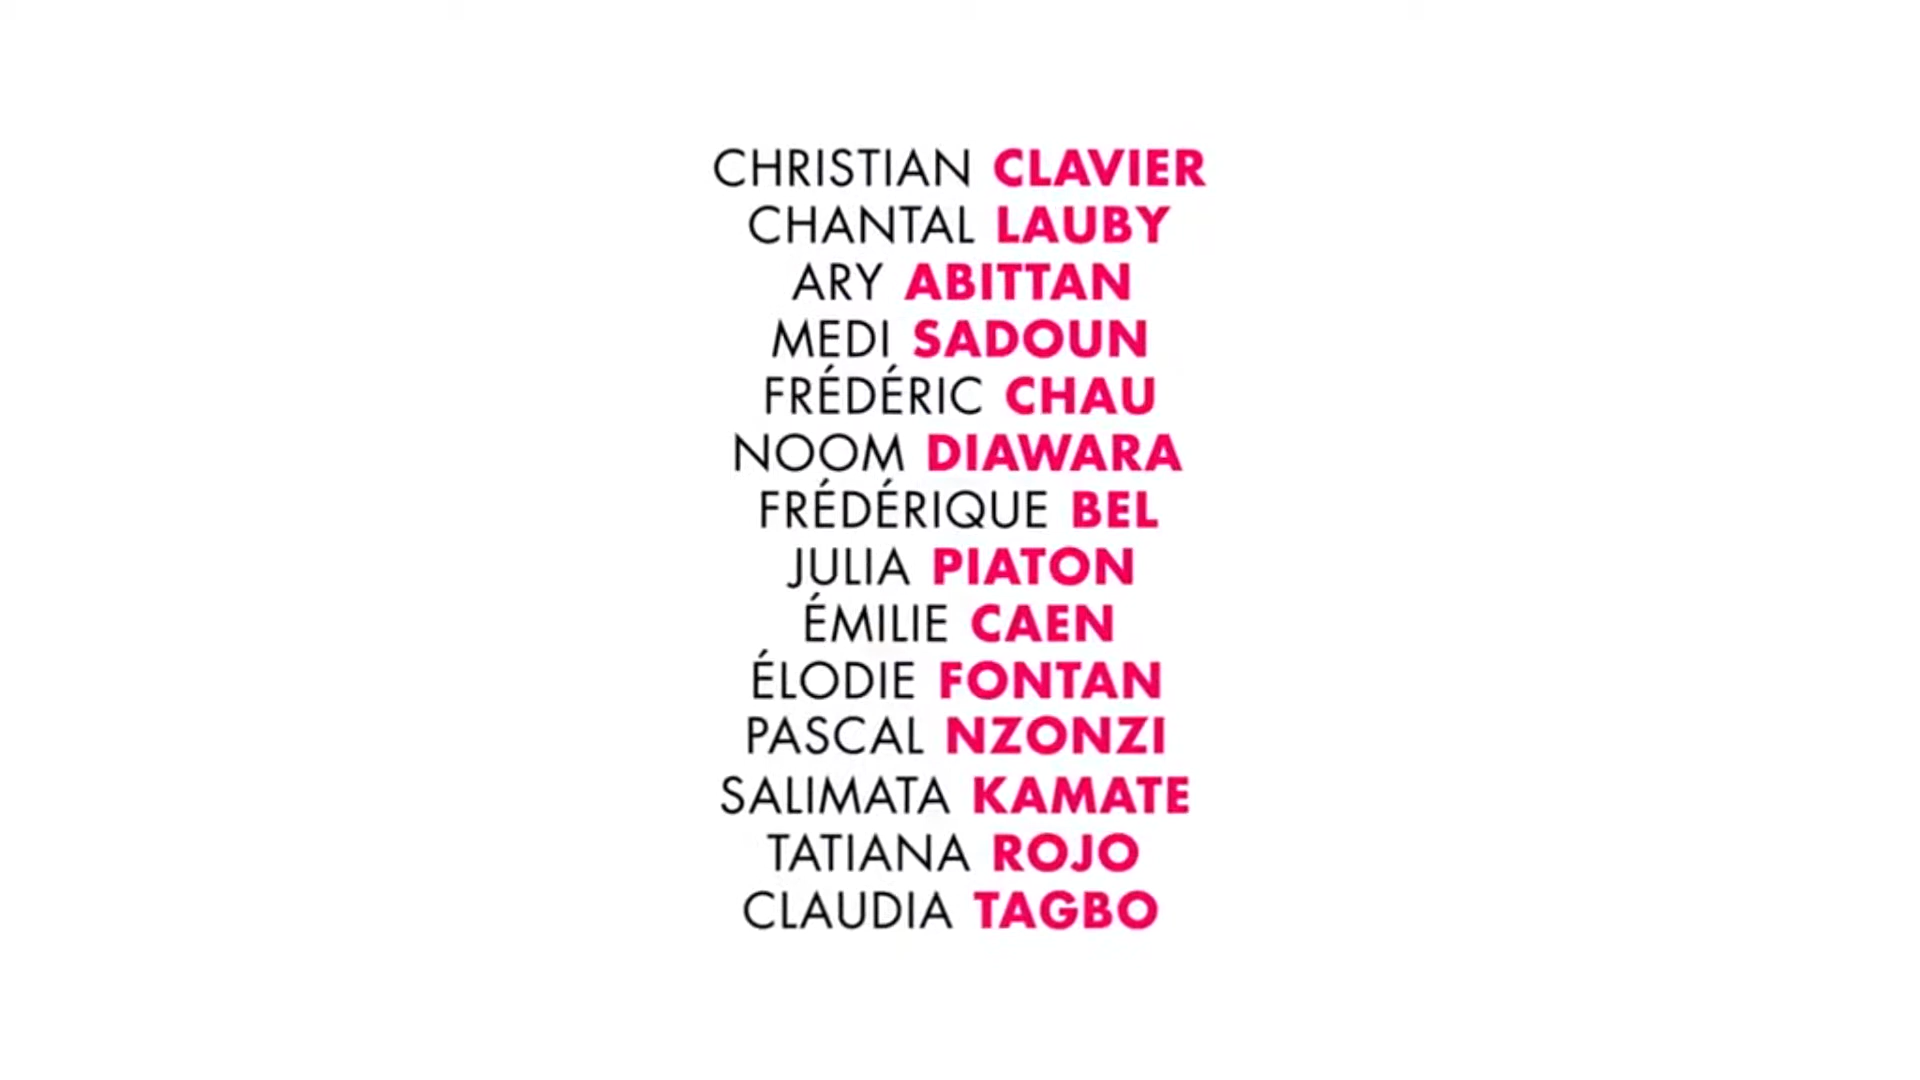 CHRISTIAN CLAVIER
CHANTAL LAUBY
ARY ABITTAN
MEDI SADOUN
FRÉDÉRIC CHAU
NOOM DIAWARA
FRÉDÉRIQUE BEL
JULIA PIATON
ÉMILIE CAEN
ÉLODIE FONTAN
PASCAL NZONZI
SALIMATA KAMATE
TATIANA ROJO
CLAUDIA TAGBO